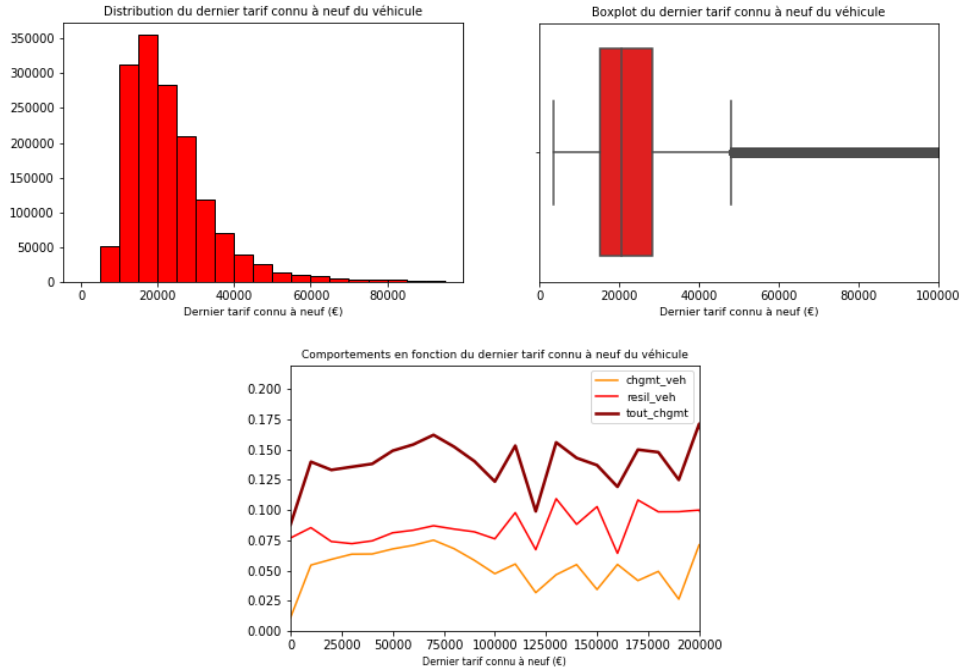 Distribution du dernier tarif connu à neuf du véhicule
350000
300000
250000
200000
150000
100000
50000
0
0 20000 40000 60000 80000
Dernier tarif connu à neuf (€)
Boxplot du dernier tarif connu à neuf du véhicule
0 20000 40000 60000 80000 100000
Dernier tarif connu à neuf (€)
Comportements en fonction du dernier tarif connu à neuf du véhicule
chgmt_veh
resil_veh
tout_chgmt
0.200
0.175
0.150
0.125
0.100
0.075
0.050
0.025
0.000
0 25000 50000 75000 100000 125000 150000 175000 200000
Dernier tarif connu à neuf (€)